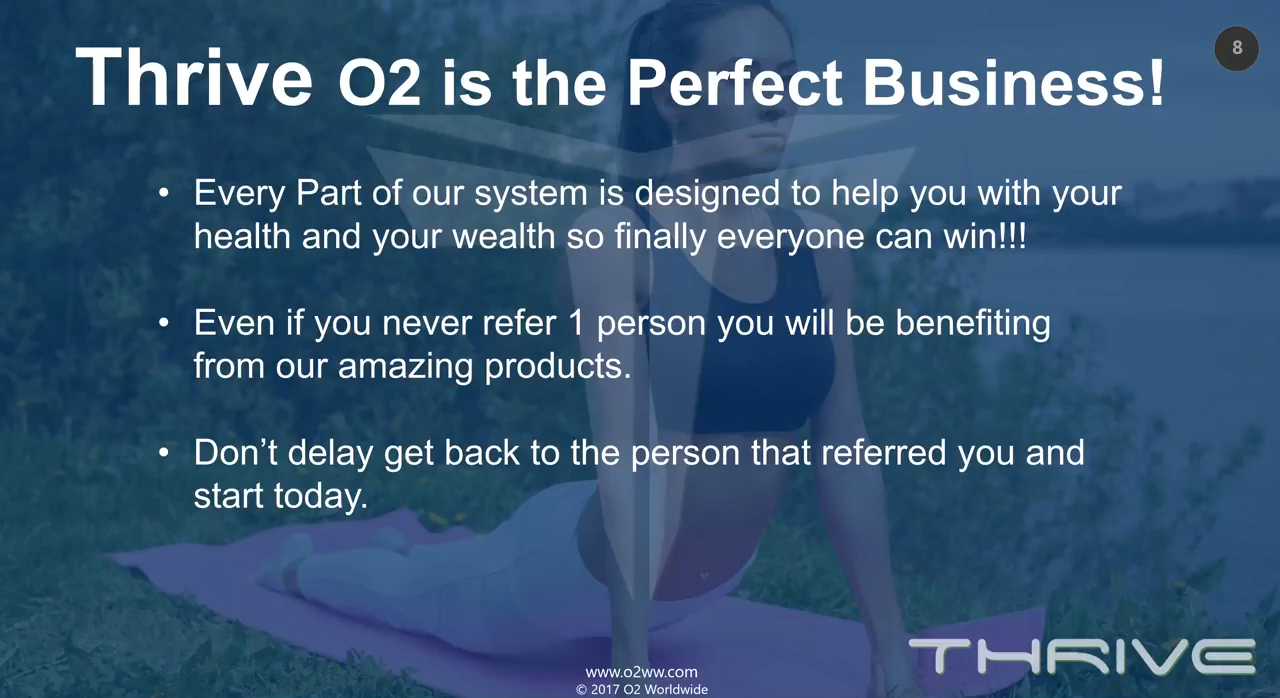 8
Thrive O2 is the Perfect Business!
• Every Part of our system is designed to help you with your
health and your wealth so finally everyone can win!!!
• Even if you never refer 1 person you will be benefiting
from our amazing products.
• Don’t delay get back to the person that referred you and
start today.
THRIVE
www.o2ww.com
© 2017 O2 Worldwide